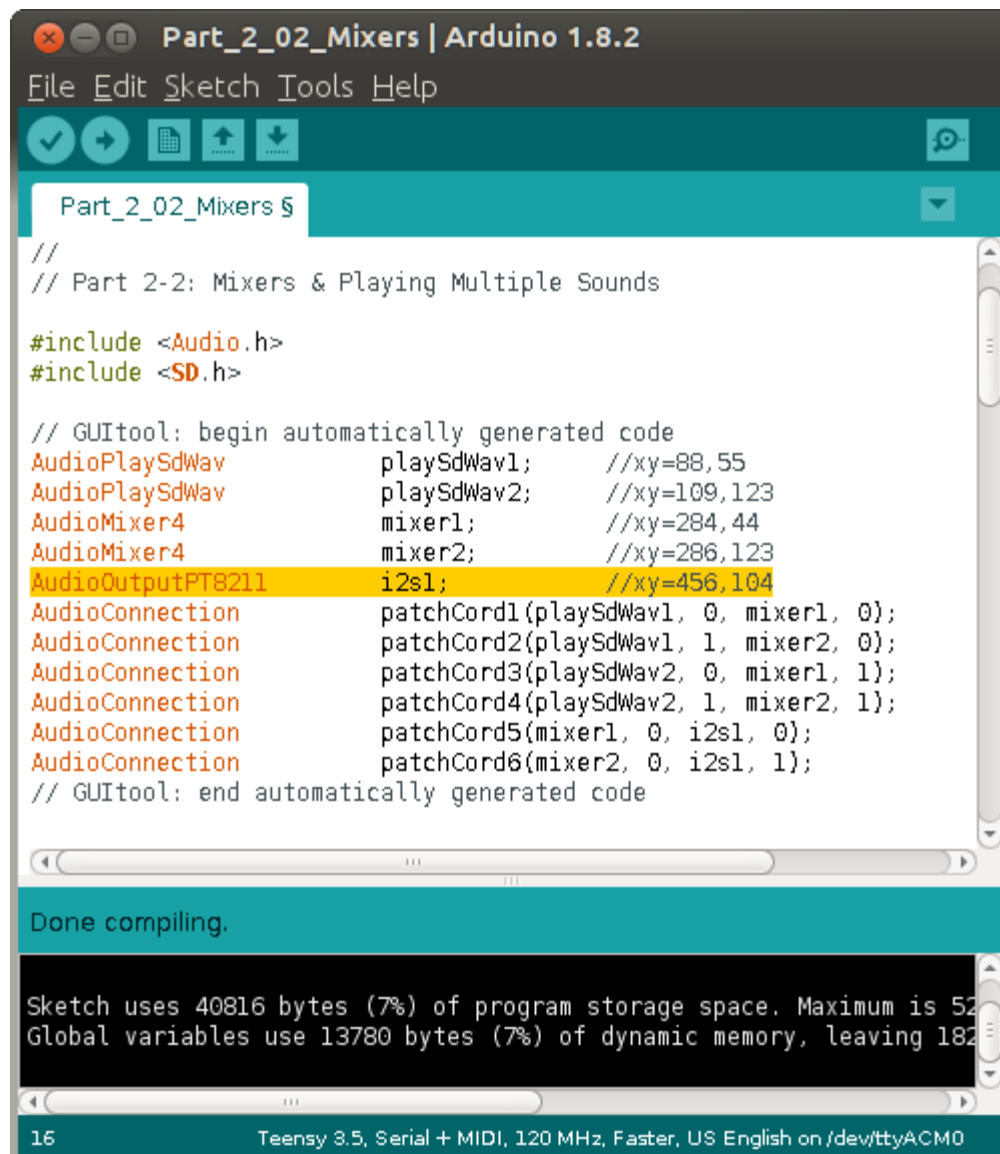 Part_2_02_Mixers | Arduino 1.8.2
File Edit Sketch Tools Help
Part_2_02_Mixers §
//
// Part 2-2: Mixers & Playing Multiple Sounds
#include <Audio.h>
#include <SD.h>
// GUItool: begin automatically generated code
AudioPlaySdWav playSdWav1; //xy=88,55
AudioPlaySdWav playSdWav2; //xy=109,123
AudioMixer4 mixer1; //xy=284,44
AudioMixer4 mixer2; //xy=286,123
AudioOutputPT8211 i2s1; //xy=456,104
AudioConnection patchCord1(playSdWav1, 0, mixer1, 0);
AudioConnection patchCord2(playSdWav1, 1, mixer2, 0);
AudioConnection patchCord3(playSdWav2, 0, mixer1, 1);
AudioConnection patchCord4(playSdWav2, 1, mixer2, 1);
AudioConnection patchCord5(mixer1, 0, i2s1, 0);
AudioConnection patchCord6(mixer2, 0, i2s1, 1);
// GUItool: end automatically generated code
Done compiling.
Sketch uses 40816 bytes (7%) of program storage space. Maximum is 52
Global variables use 13780 bytes (7%) of dynamic memory, leaving 182
16 Teensy 3.5, Serial + MIDI, 120 MHz, Faster, US English on /dev/ttyACM0